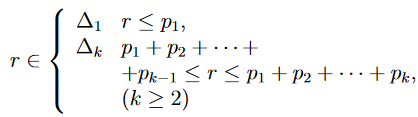 r ∈ { Δ₁ r ≤ p₁,
Δₖ p₁ + p₂ + ⋯ +
+pₖ₋₁ ≤ r ≤ p₁ + p₂ + ⋯ + pₖ,
(k ≥ 2)